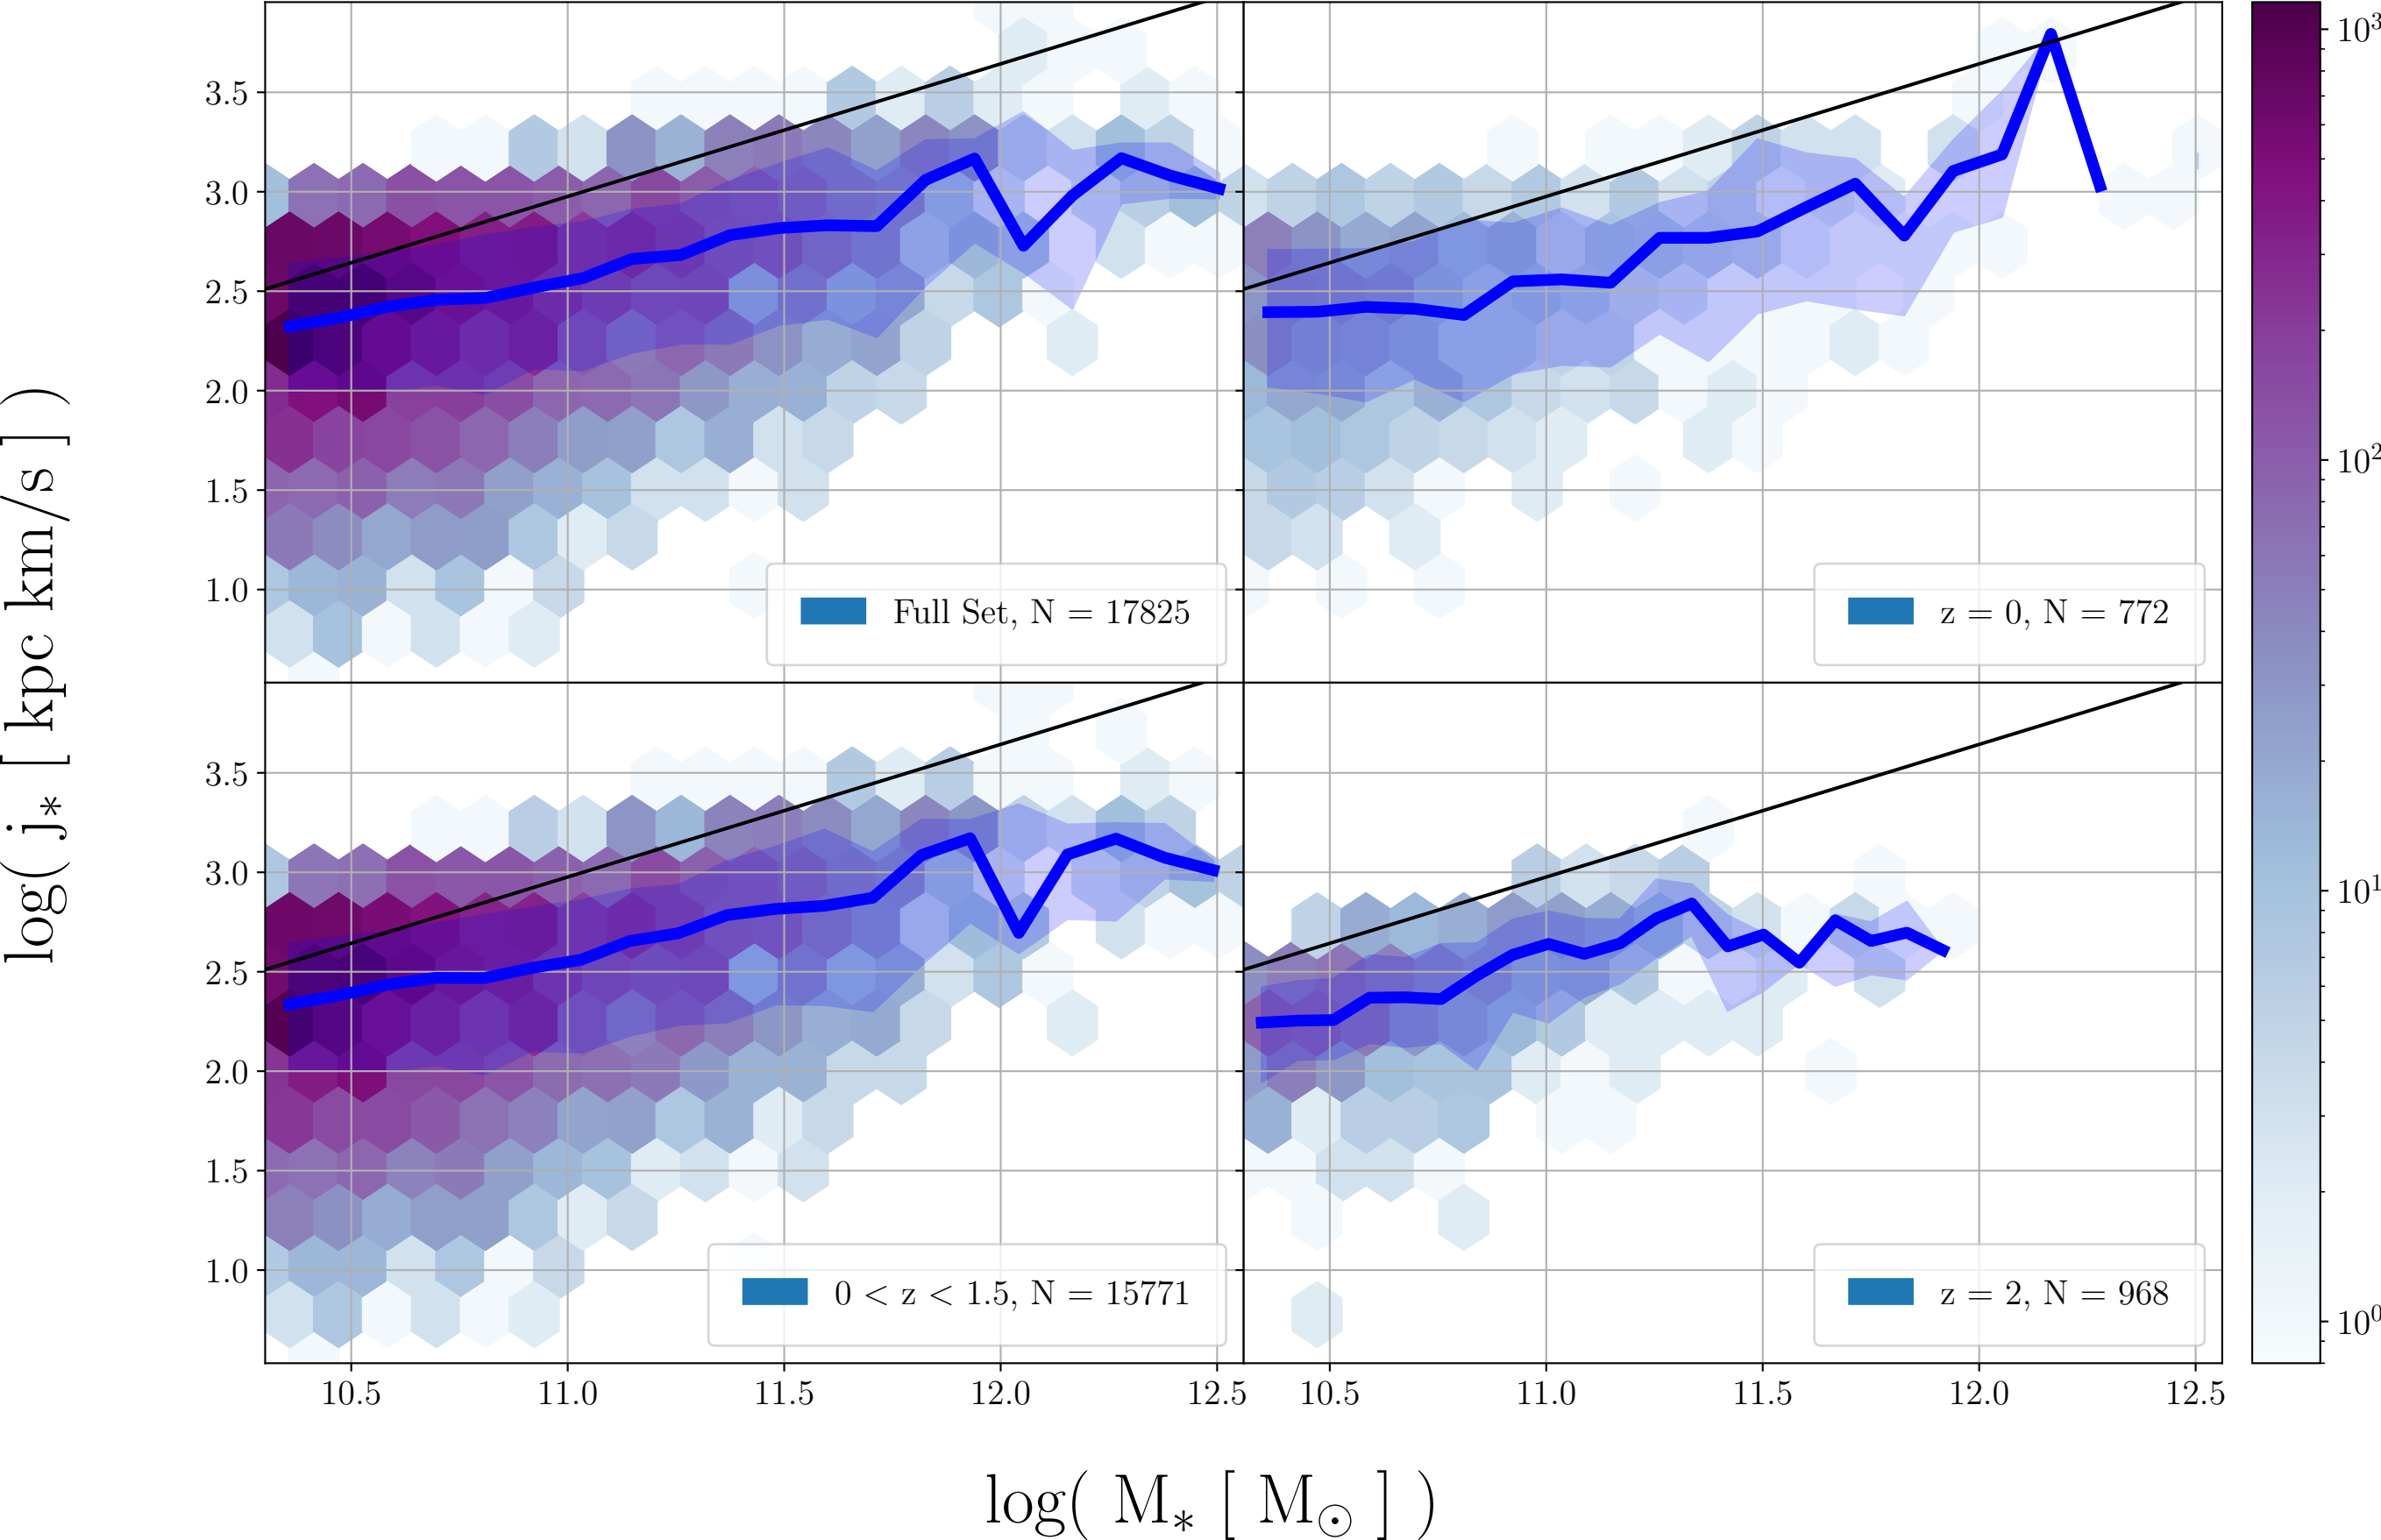 log( j* [ kpc km/s ] )
3.5
3.0
2.5
2.0
1.5
1.0
Full Set, N = 17825
z = 0, N = 772
3.5
3.0
2.5
2.0
1.5
1.0
0 < z < 1.5, N = 15771
z = 2, N = 968
10.5 11.0 11.5 12.0 12.5 10.5 11.0 11.5 12.0 12.5
log( M* [ M⊙ ] )
10³
10²
10¹
10⁰